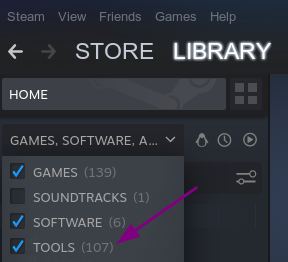 Steam View Friends Games Help
STORE LIBRARY
HOME
GAMES, SOFTWARE, A...
GAMES (139)
SOUNDTRACKS (1)
SOFTWARE (6)
TOOLS (107)